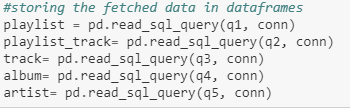 #storing the fetched data in dataframes
playlist = pd.read_sql_query(q1, conn)
playlist_track= pd.read_sql_query(q2, conn)
track= pd.read_sql_query(q3, conn)
album= pd.read_sql_query(q4, conn)
artist= pd.read_sql_query(q5, conn)